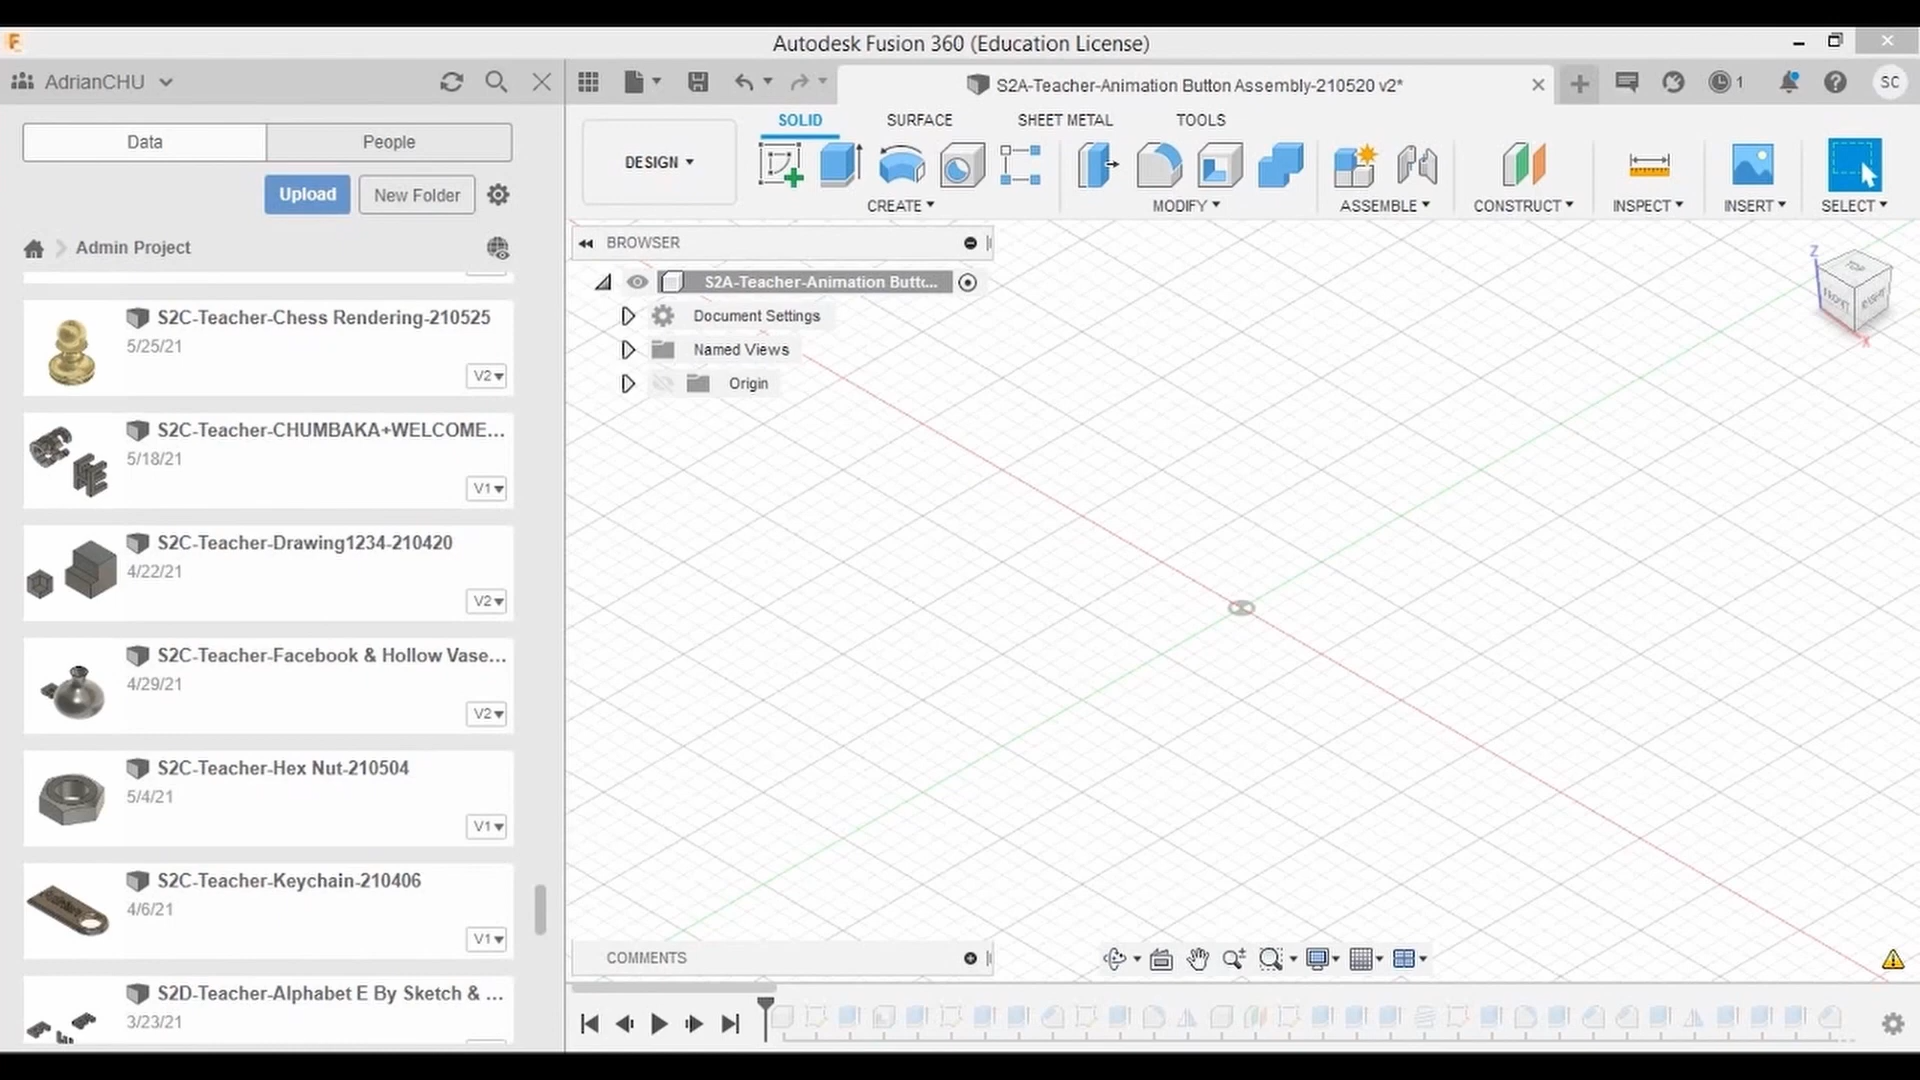 Autodesk Fusion 360 (Education License)
AdrianCHU
S2A-Teacher-Animation Button Assembly-210520 v2*
1
SC
Data
People
Upload
New Folder
Admin Project
DESIGN
SOLID
SURFACE
SHEET METAL
TOOLS
CREATE
MODIFY
ASSEMBLE
CONSTRUCT
INSPECT
INSERT
SELECT
BROWSER
S2A-Teacher-Animation Butt...
Document Settings
Named Views
Origin
Z
TOP
FRONT
RIGHT
X
S2C-Teacher-Chess Rendering-210525
5/25/21
V2
S2C-Teacher-CHUMBAKA+WELCOME...
5/18/21
V1
S2C-Teacher-Drawing1234-210420
4/22/21
V2
S2C-Teacher-Facebook & Hollow Vase...
4/29/21
V2
S2C-Teacher-Hex Nut-210504
5/4/21
V1
S2C-Teacher-Keychain-210406
4/6/21
V1
S2D-Teacher-Alphabet E By Sketch & ...
3/23/21
COMMENTS